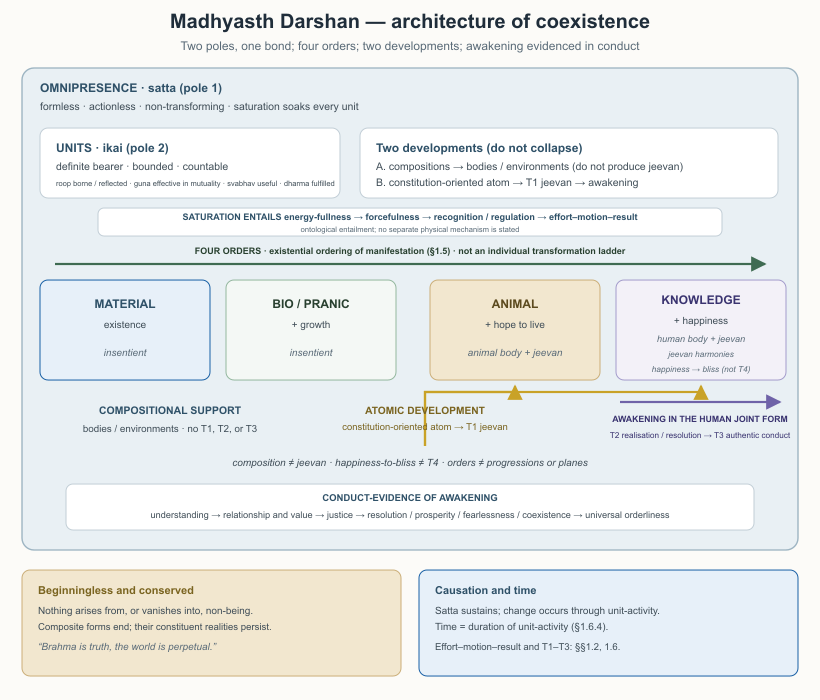 Madhyasth Darshan — architecture of coexistence
Two poles, one bond; four orders; two developments; awakening evidenced in conduct
OMNIPRESENCE · satta (pole 1)
formless · actionless · non-transforming · saturation soaks every unit
UNITS · ikai (pole 2)
definite bearer · bounded · countable
roop borne / reflected · guna effective in mutuality · svabhav useful · dharma fulfilled
Two developments (do not collapse)
A. compositions → bodies / environments (do not produce jeevan)
B. constitution-oriented atom → T1 jeevan → awakening
SATURATION ENTAILS energy-fullness → forcefulness → recognition / regulation → effort–motion–result
ontological entailment; no separate physical mechanism is stated
FOUR ORDERS · existential ordering of manifestation (§1.5) · not an individual transformation ladder
MATERIAL
existence
insentient
BIO / PRANIC
+ growth
insentient
ANIMAL
+ hope to live
animal body + jeevan
KNOWLEDGE
+ happiness
human body + jeevan
jeevan harmonies
happiness → bliss (not T4)
COMPOSITIONAL SUPPORT
bodies / environments · no T1, T2, or T3
ATOMIC DEVELOPMENT
constitution-oriented atom → T1 jeevan
AWAKENING IN THE HUMAN JOINT FORM
T2 realisation / resolution → T3 authentic conduct
composition ≠ jeevan · happiness-to-bliss ≠ T4 · orders ≠ progressions or planes
CONDUCT-EVIDENCE OF AWAKENING
understanding → relationship and value → justice → resolution / prosperity / fearlessness / coexistence → universal orderliness
Beginningless and conserved
Nothing arises from, or vanishes into, non-being.
Composite forms end; their constituent realities persist.
“Brahma is truth, the world is perpetual.”
Causation and time
Satta sustains; change occurs through unit-activity.
Time = duration of unit-activity (§1.6.4).
Effort–motion–result and T1–T3: §§1.2, 1.6.